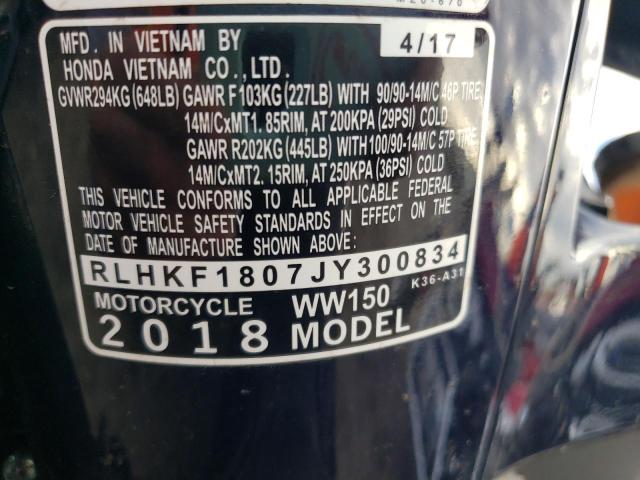 MFD. IN VIETNAM BY 4/17
HONDA VIETNAM CO., LTD.
GVWR294KG (648LB) GAWR F103KG (227LB) WITH 90/90-14M/C 46P TIRE,
14M/CxMT1.85RIM, AT 200KPA (29PSI) COLD
GAWR R202KG (445LB) WITH 100/90-14M/C 57P TIRE,
14M/CxMT2.15RIM, AT 250KPA (36PSI) COLD
THIS VEHICLE CONFORMS TO ALL APPLICABLE FEDERAL
MOTOR VEHICLE SAFETY STANDARDS IN EFFECT ON THE
DATE OF MANUFACTURE SHOWN ABOVE:
RLHKF1807JY300834
MOTORCYCLE WW150 K36-A31
2018 MODEL